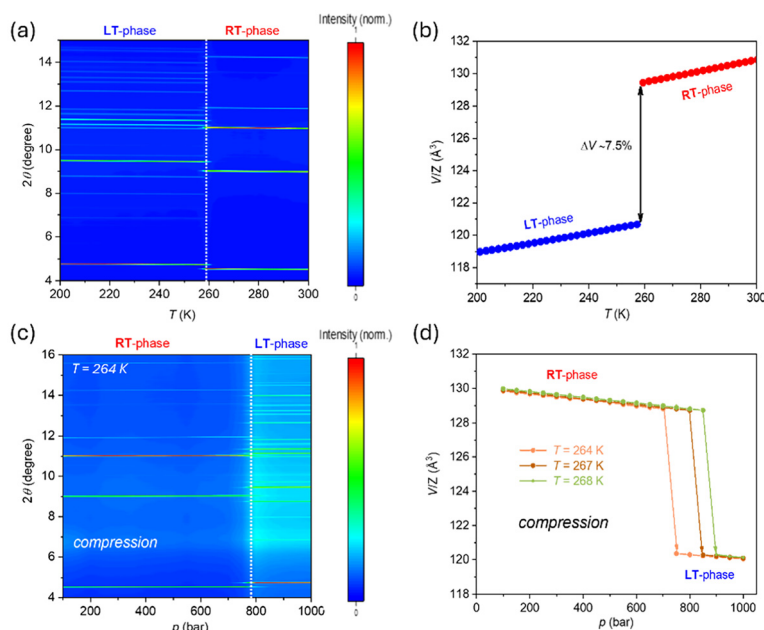 (a)
LT-phase
RT-phase
Intensity (norm.)
1
0
14
12
10
8
6
4
2θ (degree)
200
220
240
260
280
300
T (K)
(b)
132
130
128
126
124
122
120
118
V/Z (Å³)
RT-phase
ΔV ~7.5%
LT-phase
200
220
240
260
280
300
T (K)
(c)
RT-phase
LT-phase
Intensity (norm.)
1
0
T = 264 K
compression
16
14
12
10
8
6
4
2θ (degree)
200
400
600
800
1000
p (bar)
(d)
132
130
128
126
124
122
120
118
V/Z (Å³)
RT-phase
T = 264 K
T = 267 K
T = 268 K
compression
LT-phase
0
200
400
600
800
1000
p (bar)